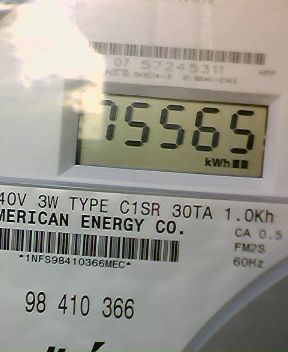 07 57245311
75565
kWh
40V 3W TYPE C1SR 30TA 1.0Kh
MERICAN ENERGY CO.
CA 0.5
FM2S
*1NFS98410366MEC*
60Hz
98 410 366